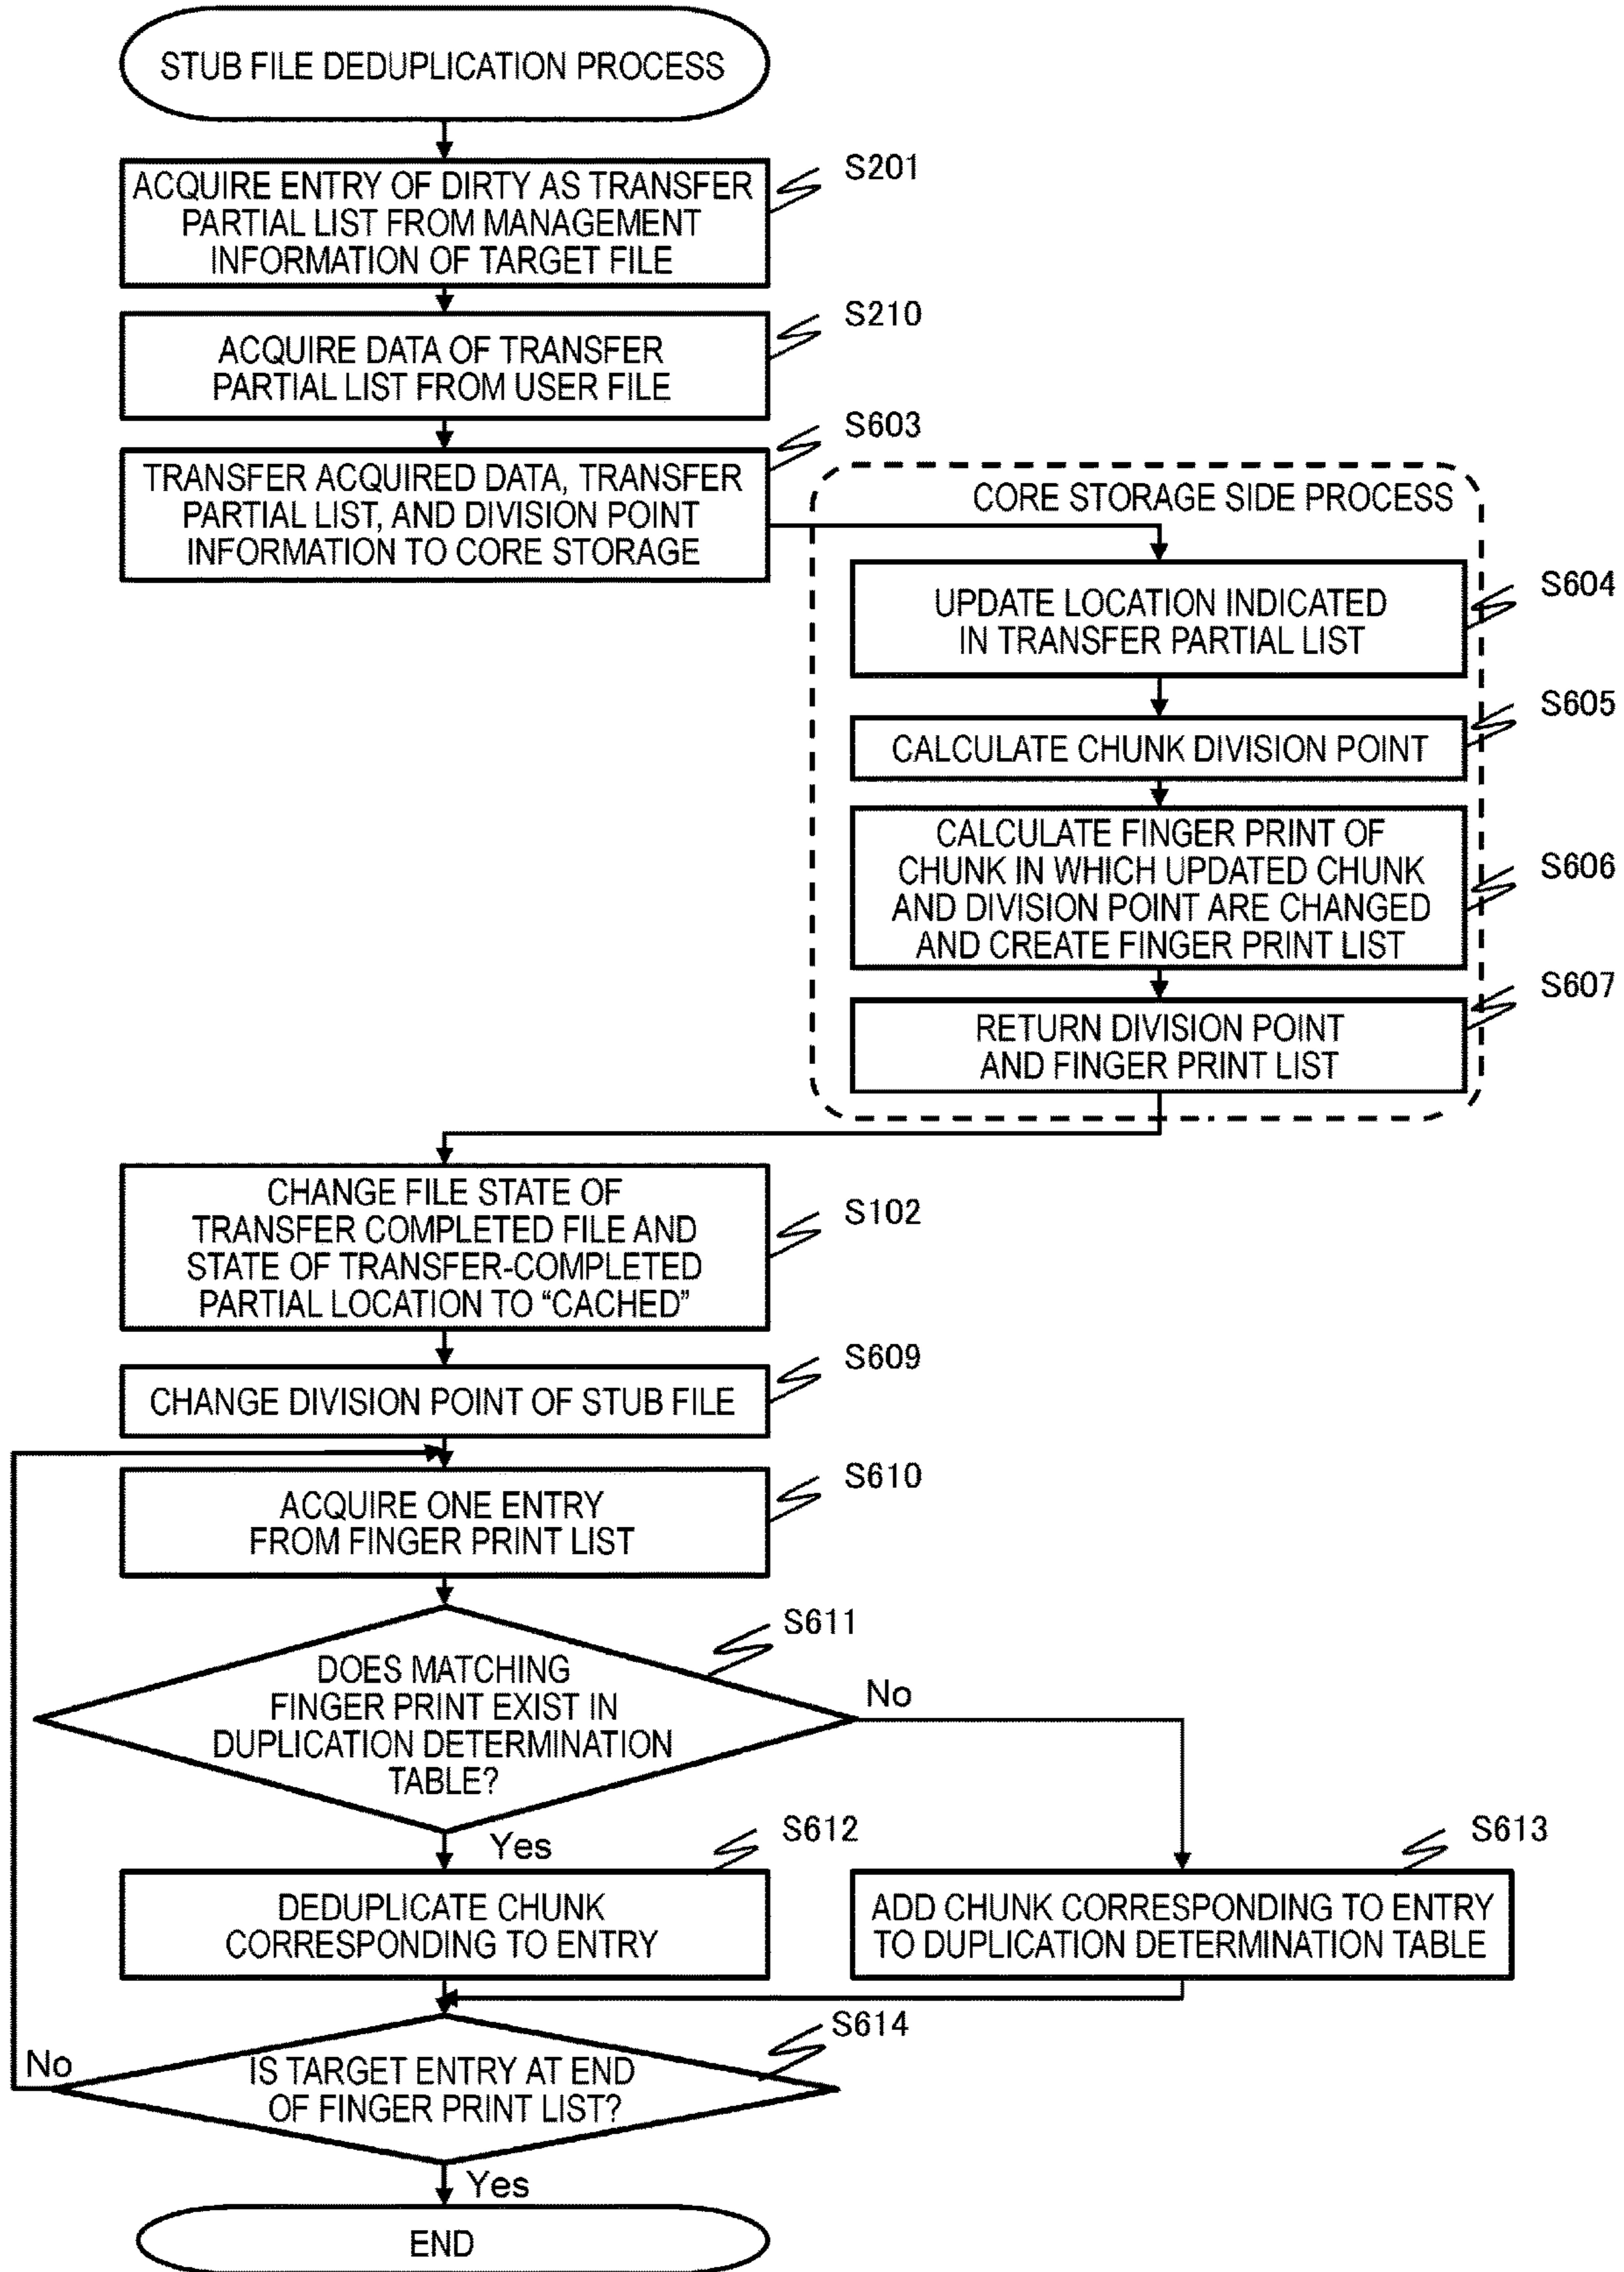 STUB FILE DEDUPLICATION PROCESS
ACQUIRE ENTRY OF DIRTY AS TRANSFER
PARTIAL LIST FROM MANAGEMENT
INFORMATION OF TARGET FILE
S201
ACQUIRE DATA OF TRANSFER
PARTIAL LIST FROM USER FILE
S210
TRANSFER ACQUIRED DATA, TRANSFER
PARTIAL LIST, AND DIVISION POINT
INFORMATION TO CORE STORAGE
S603
CORE STORAGE SIDE PROCESS
UPDATE LOCATION INDICATED
IN TRANSFER PARTIAL LIST
S604
CALCULATE CHUNK DIVISION POINT
S605
CALCULATE FINGER PRINT OF
CHUNK IN WHICH UPDATED CHUNK
AND DIVISION POINT ARE CHANGED
AND CREATE FINGER PRINT LIST
S606
RETURN DIVISION POINT
AND FINGER PRINT LIST
S607
CHANGE FILE STATE OF
TRANSFER COMPLETED FILE AND
STATE OF TRANSFER-COMPLETED
PARTIAL LOCATION TO “CACHED”
S102
CHANGE DIVISION POINT OF STUB FILE
S609
ACQUIRE ONE ENTRY
FROM FINGER PRINT LIST
S610
DOES MATCHING
FINGER PRINT EXIST IN
DUPLICATION DETERMINATION
TABLE?
S611
No
Yes
DEDUPLICATE CHUNK
CORRESPONDING TO ENTRY
S612
ADD CHUNK CORRESPONDING TO ENTRY
TO DUPLICATION DETERMINATION TABLE
S613
IS TARGET ENTRY AT END
OF FINGER PRINT LIST?
S614
No
Yes
END